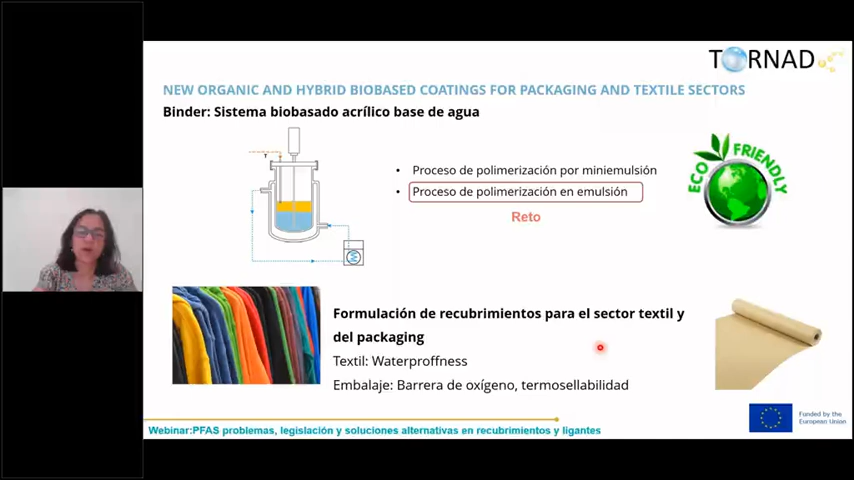 TORNAD
NEW ORGANIC AND HYBRID BIOBASED COATINGS FOR PACKAGING AND TEXTILE SECTORS
Binder: Sistema biobasado acrílico base de agua
T
• Proceso de polimerización por miniemulsión
• Proceso de polimerización en emulsión
Reto
ECO FRIENDLY
Formulación de recubrimientos para el sector textil y
del packaging
Textil: Waterproffness
Embalaje: Barrera de oxígeno, termosellabilidad
Funded by the
European Union
Webinar:PFAS problemas, legislación y soluciones alternativas en recubrimientos y ligantes